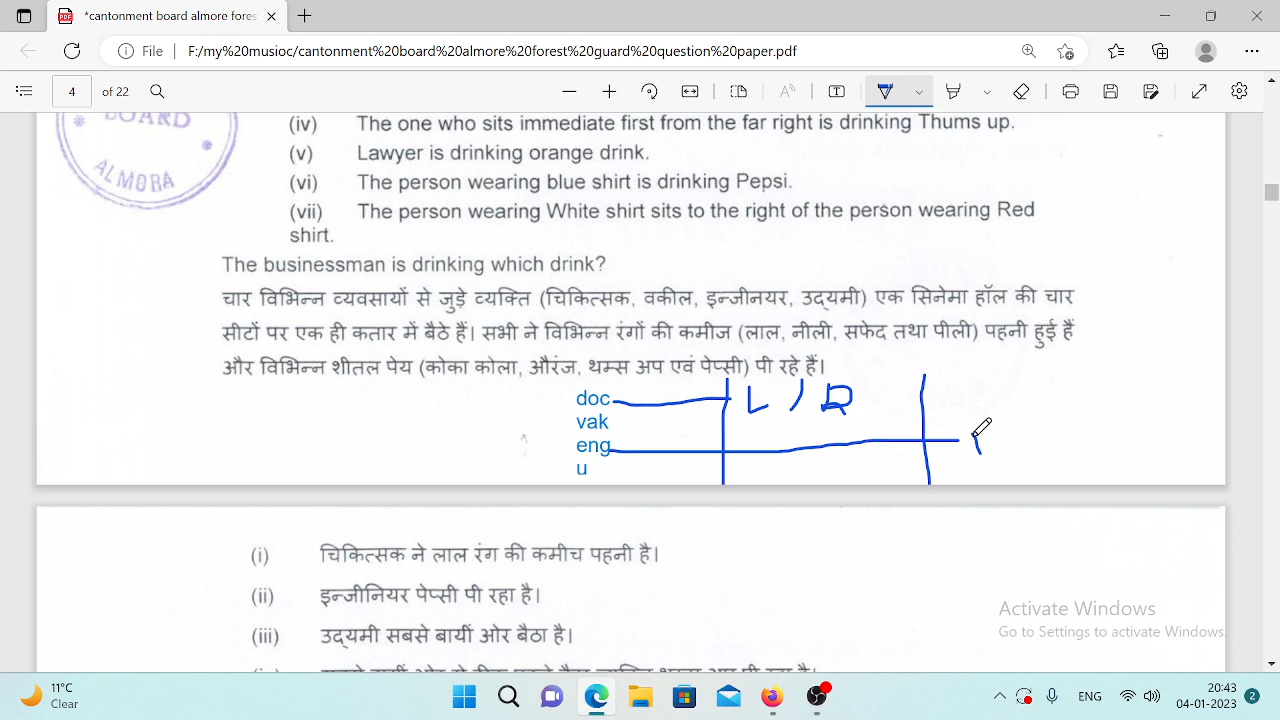 *cantonment board almore fores
File
F:/my%20musioc/cantonment%20board%20almore%20forest%20guard%20question%20paper.pdf
4 of 22
BOARD
ALMORA
(iv) The one who sits immediate first from the far right is drinking Thums up.
(v) Lawyer is drinking orange drink.
(vi) The person wearing blue shirt is drinking Pepsi.
(vii) The person wearing White shirt sits to the right of the person wearing Red
shirt.
The businessman is drinking which drink?
चार विभिन्न व्यवसायों से जुड़े व्यक्ति (चिकित्सक, वकील, इन्जीनयर, उद्यमी) एक सिनेमा हॉल की चार
सीटों पर एक ही कतार में बैठे हैं। सभी ने विभिन्न रंगों की कमीज (लाल, नीली, सफेद तथा पीली) पहनी हुई हैं
और विभिन्न शीतल पेय (कोका कोला, औरंज, थम्स अप एवं पेप्सी) पी रहे हैं।
doc
vak
eng
u
(i) चिकित्सक ने लाल रंग की कमीच पहनी है।
(ii) इन्जीनियर पेप्सी पी रहा है।
(iii) उद्यमी सबसे बायीं ओर बैठा है।
Activate Windows
Go to Settings to activate Windows.
11°C
Clear
ENG
20:43
04-01-2023
2